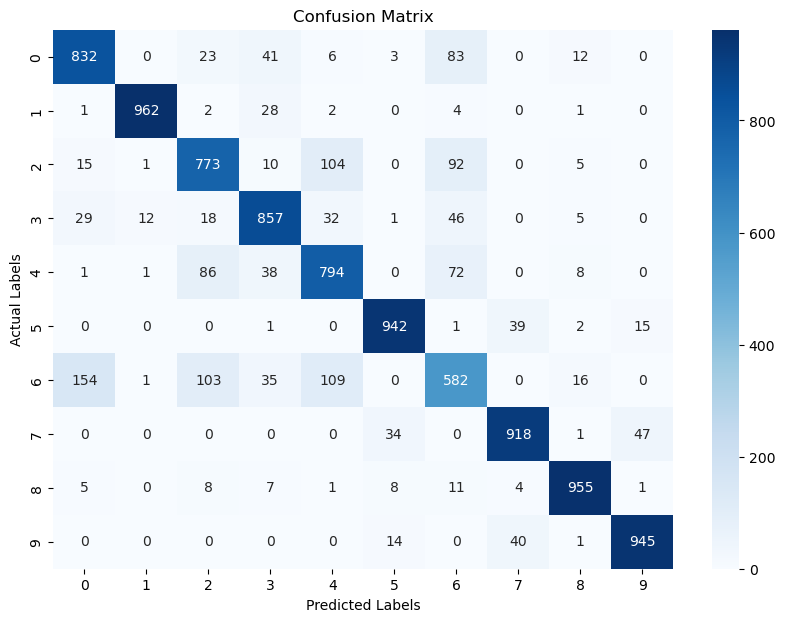 Confusion Matrix
0 832 0 23 41 6 3 83 0 12 0
1 1 962 2 28 2 0 4 0 1 0
2 15 1 773 10 104 0 92 0 5 0
3 29 12 18 857 32 1 46 0 5 0
4 1 1 86 38 794 0 72 0 8 0
5 0 0 0 1 0 942 1 39 2 15
6 154 1 103 35 109 0 582 0 16 0
7 0 0 0 0 0 34 0 918 1 47
8 5 0 8 7 1 8 11 4 955 1
9 0 0 0 0 0 14 0 40 1 945
0 1 2 3 4 5 6 7 8 9
Predicted Labels
Actual Labels
800
600
400
200
0